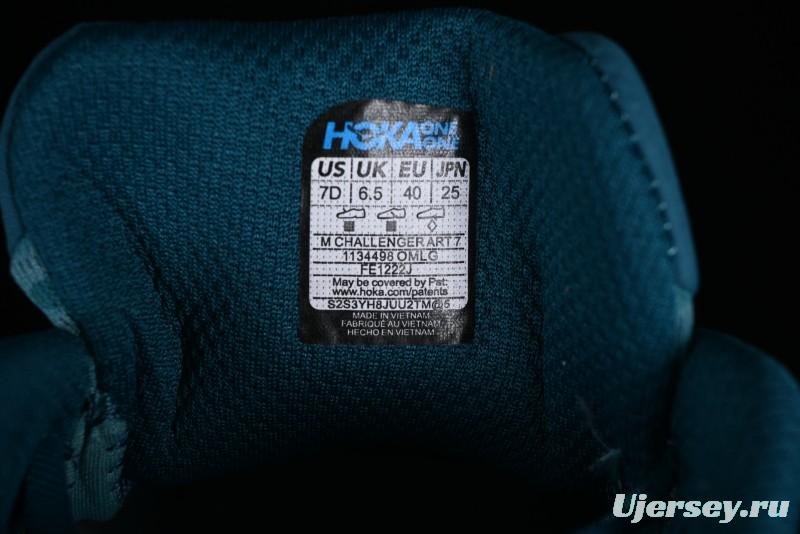 HOKA ONE ONE
US UK EU JPN
7D 6.5 40 25
M CHALLENGER ART 7
1134498 OMLG
FE1222J
May be covered by Pat:
www.hoka.com/patents
MADE IN VIETNAM
FABRIQUÉ AU VIETNAM
HECHO EN VIETNAM
Ujersey.ru